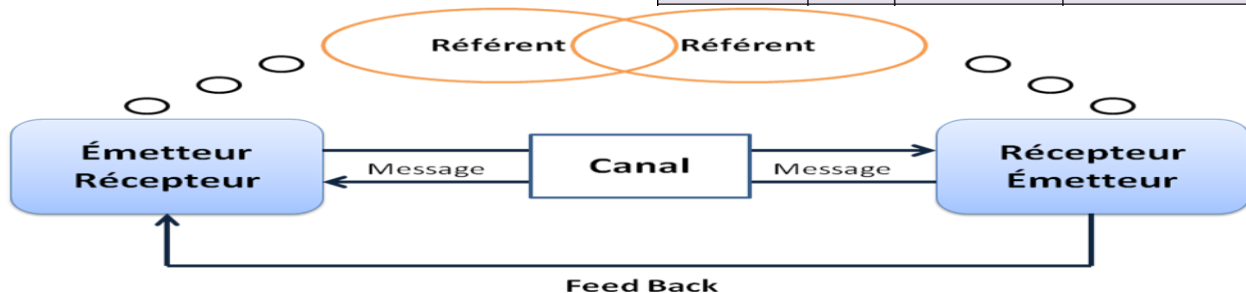 Référent
Référent
Émetteur
Récepteur
Message
Canal
Message
Récepteur
Émetteur
Feed Back